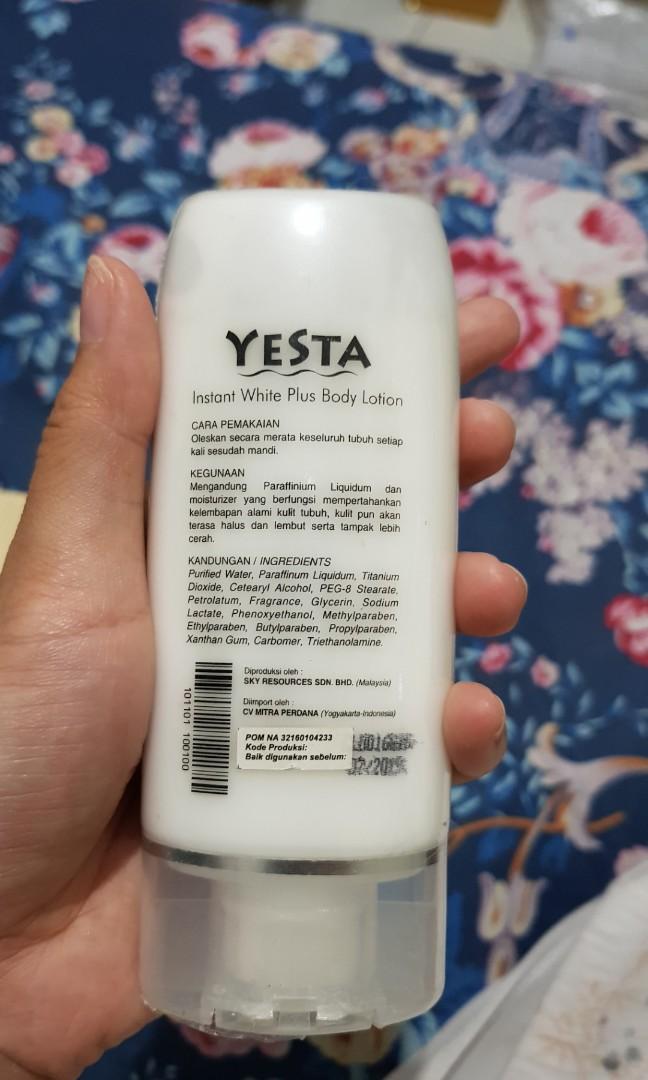 YESTA
Instant White Plus Body Lotion
CARA PEMAKAIAN
Oleskan secara merata keseluruh tubuh setiap
kali sesudah mandi.
KEGUNAAN
Mengandung Paraffinium Liquidum dan
moisturizer yang berfungsi mempertahankan
kelembapan alami kulit tubuh, kulit pun akan
terasa halus dan lembut serta tampak lebih
cerah.
KANDUNGAN / INGREDIENTS
Purified Water, Paraffinum Liquidum, Titanium
Dioxide, Cetearyl Alcohol, PEG-8 Stearate,
Petrolatum, Fragrance, Glycerin, Sodium
Lactate, Phenoxyethanol, Methylparaben,
Ethylparaben, Butylparaben, Propylparaben,
Xanthan Gum, Carbomer, Triethanolamine.
101101 100100
Diproduksi oleh :
SKY RESOURCES SDN. BHD. (Malaysia)
Diimport oleh :
CV MITRA PERDANA (Yogyakarta-Indonesia)
POM NA 32160104233
Kode Produksi:
Baik digunakan sebelum: